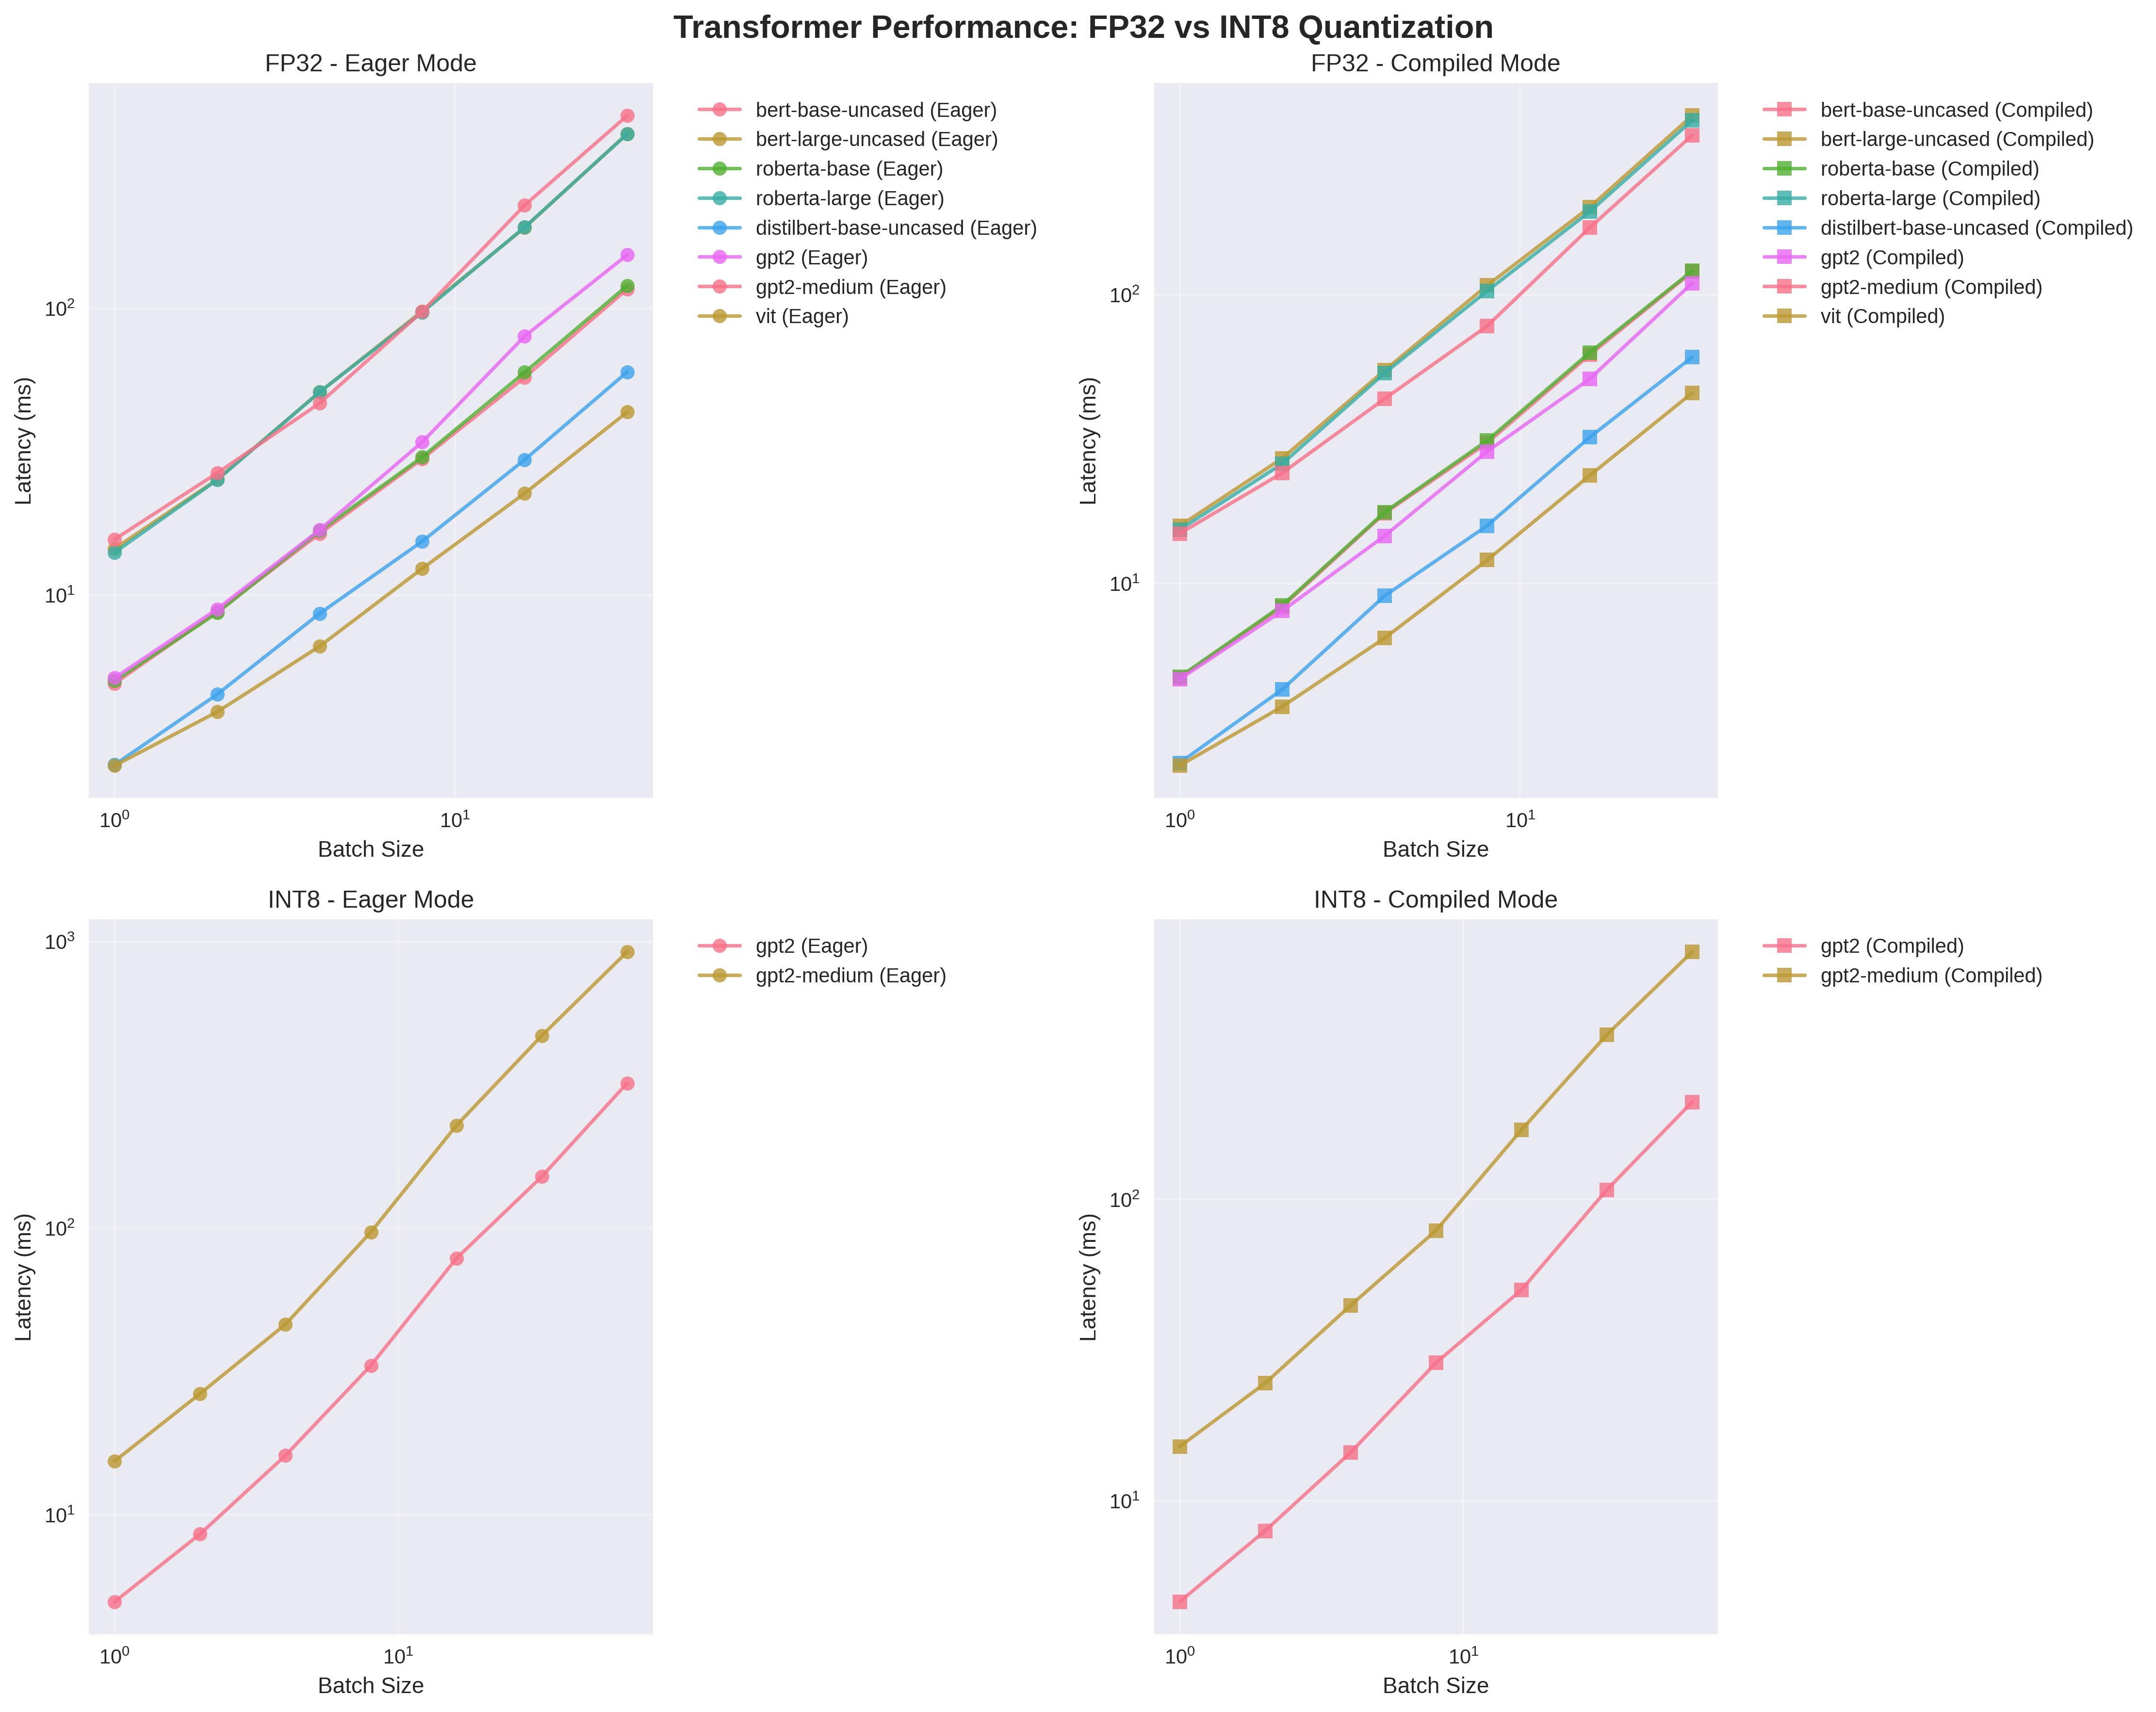 Transformer Performance: FP32 vs INT8 Quantization
FP32 - Eager Mode
Latency (ms)
10²
10¹
10⁰
10¹
Batch Size
bert-base-uncased (Eager)
bert-large-uncased (Eager)
roberta-base (Eager)
roberta-large (Eager)
distilbert-base-uncased (Eager)
gpt2 (Eager)
gpt2-medium (Eager)
vit (Eager)
FP32 - Compiled Mode
Latency (ms)
10²
10¹
10⁰
10¹
Batch Size
bert-base-uncased (Compiled)
bert-large-uncased (Compiled)
roberta-base (Compiled)
roberta-large (Compiled)
distilbert-base-uncased (Compiled)
gpt2 (Compiled)
gpt2-medium (Compiled)
vit (Compiled)
INT8 - Eager Mode
Latency (ms)
10³
10²
10¹
10⁰
10¹
Batch Size
gpt2 (Eager)
gpt2-medium (Eager)
INT8 - Compiled Mode
Latency (ms)
10²
10¹
10⁰
10¹
Batch Size
gpt2 (Compiled)
gpt2-medium (Compiled)